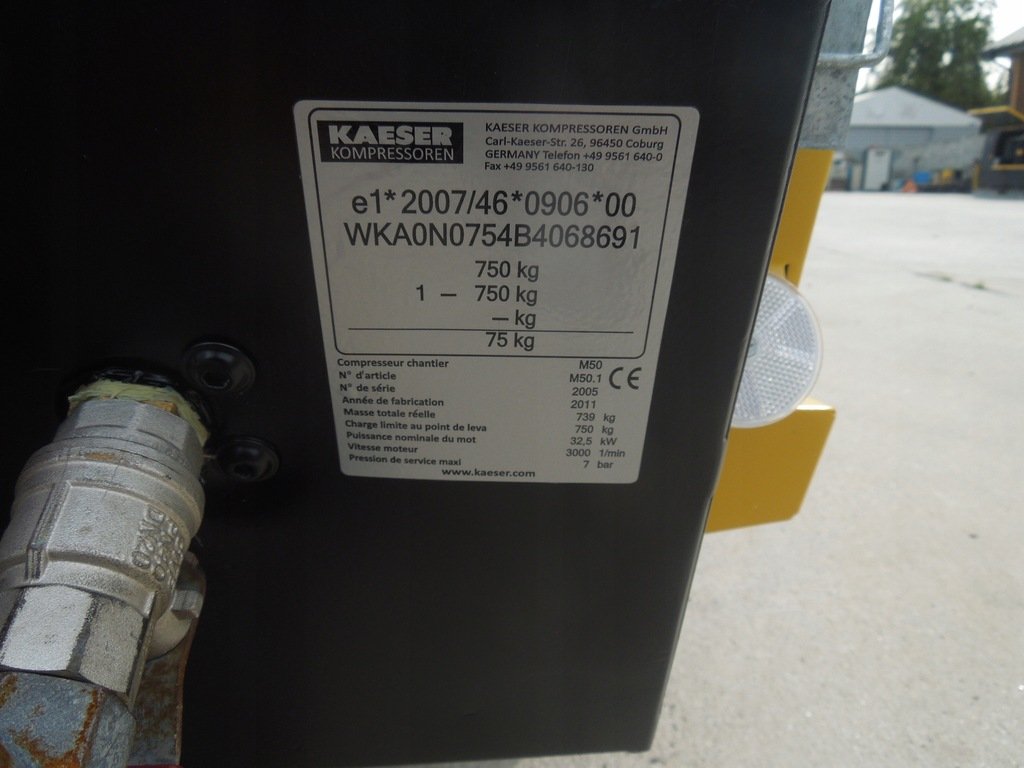 KAESER
KOMPRESSOREN
KAESER KOMPRESSOREN GmbH
Carl-Kaeser-Str. 26, 96450 Coburg
GERMANY Telefon +49 9561 640-0
Fax +49 9561 640-130
e1*2007/46*0906*00
WKA0N0754B4068691
750 kg
1 — 750 kg
— kg
75 kg
Compresseur chantier M50
N° d'article M50.1
N° de série 2005
Année de fabrication 2011
Masse totale réelle 739 kg
Charge limite au point de leva 750 kg
Puissance nominale du mot 32,5 kW
Vitesse moteur 3000 1/min
Pression de service maxi 7 bar
CE
www.kaeser.com